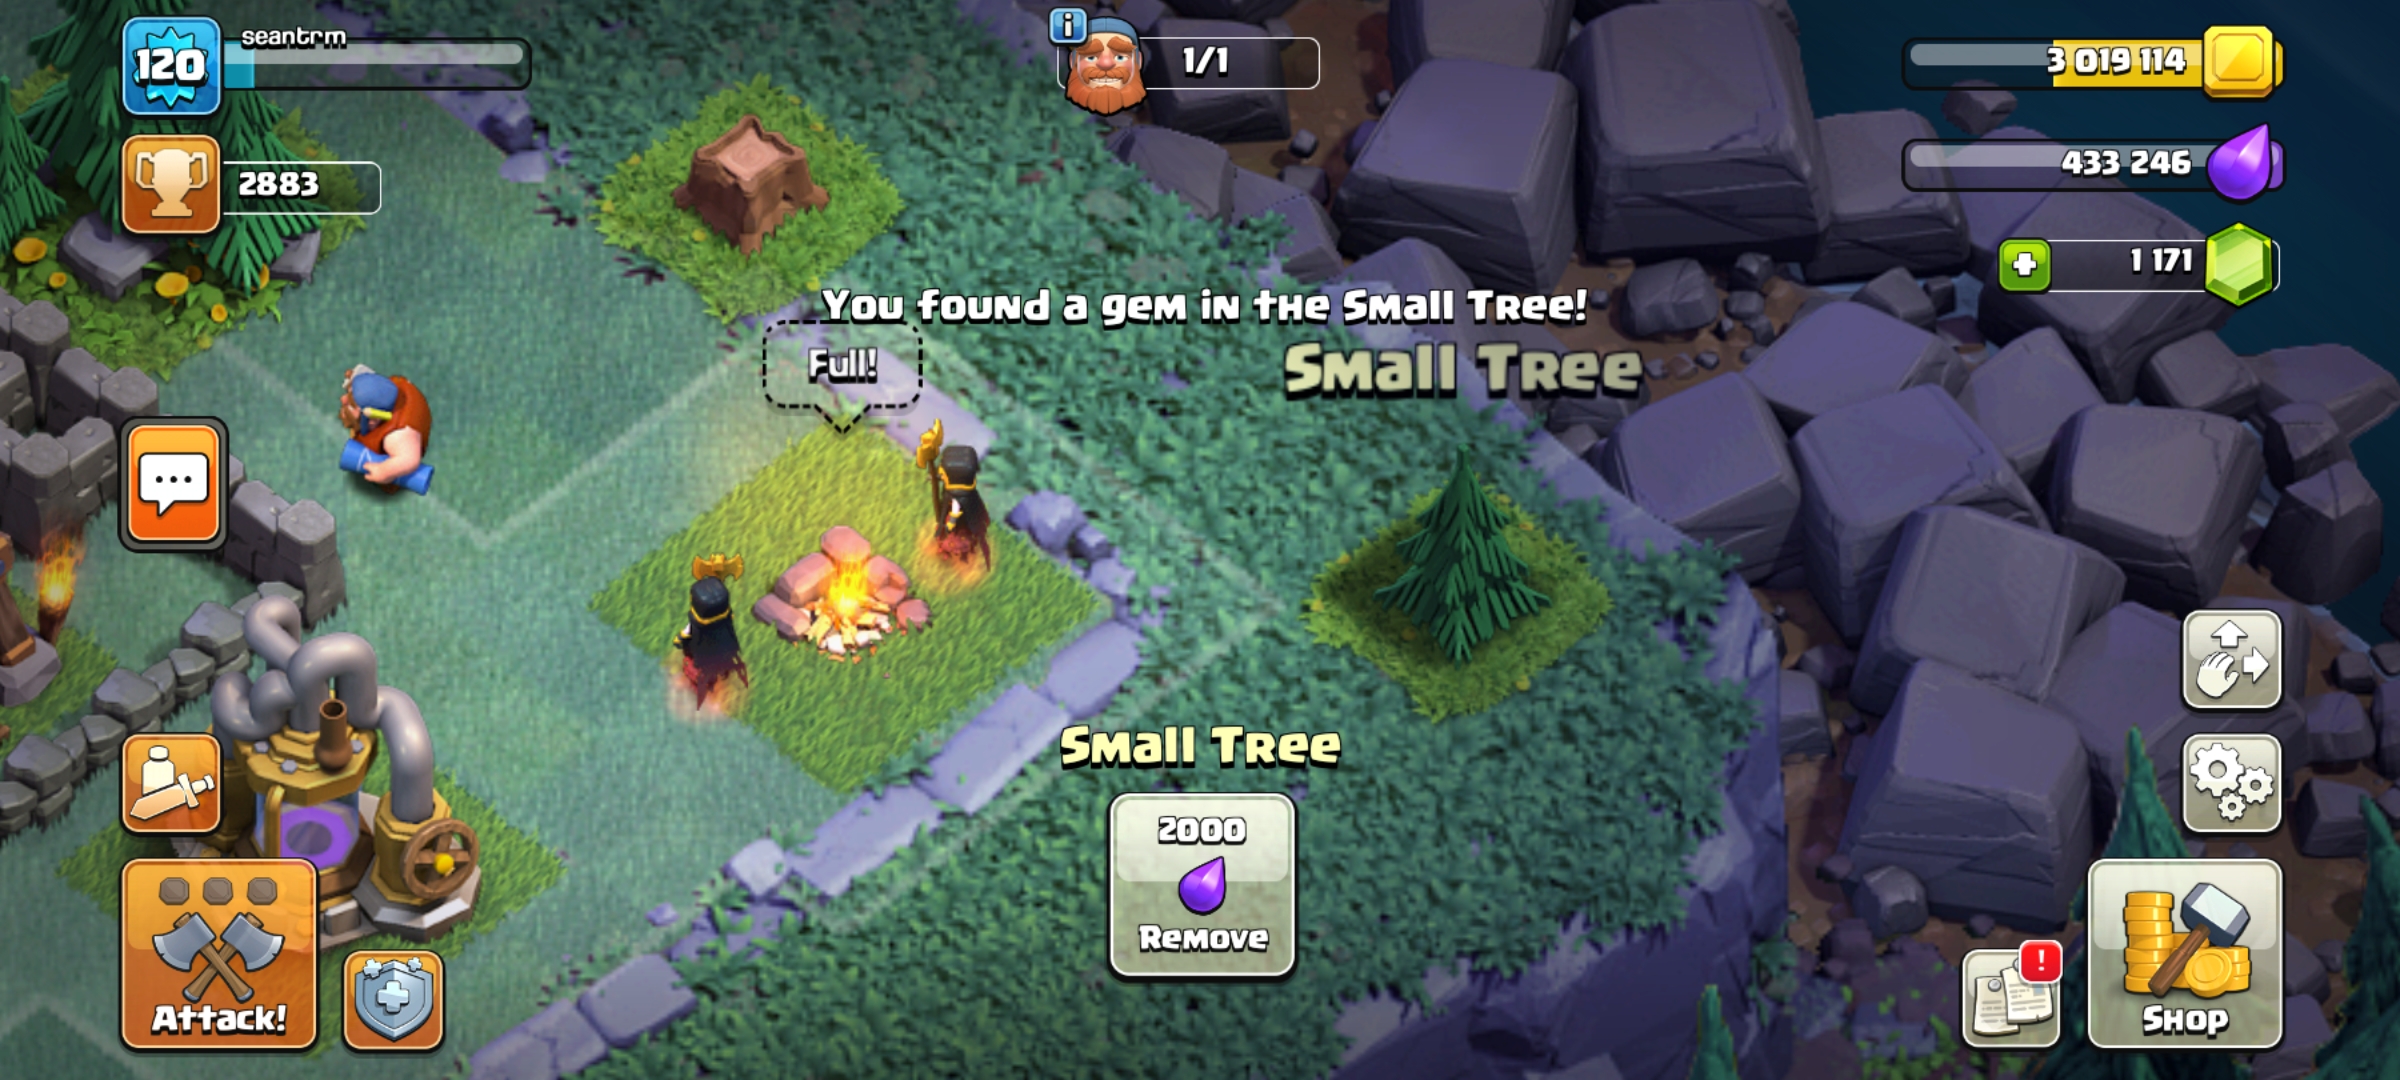 120
seantrm
i
1/1
3 019 114
2883
433 246
1 171
You found a gem in the Small Tree!
Full!
Small Tree
Small Tree
2000
Remove
Attack!
!
Shop